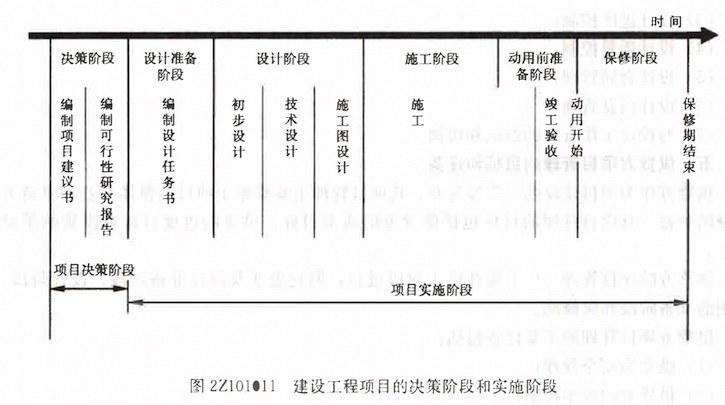 时间
决策阶段
设计准备
阶段
设计阶段
施工阶段
动用前准
备阶段
保修阶段
编制项目建议书
编制可行性研究报告
编制设计任务书
初步设计
技术设计
施工图设计
施工
竣工验收
动用开始
保修期结束
项目决策阶段
项目实施阶段
图 2Z101011 建设工程项目的决策阶段和实施阶段